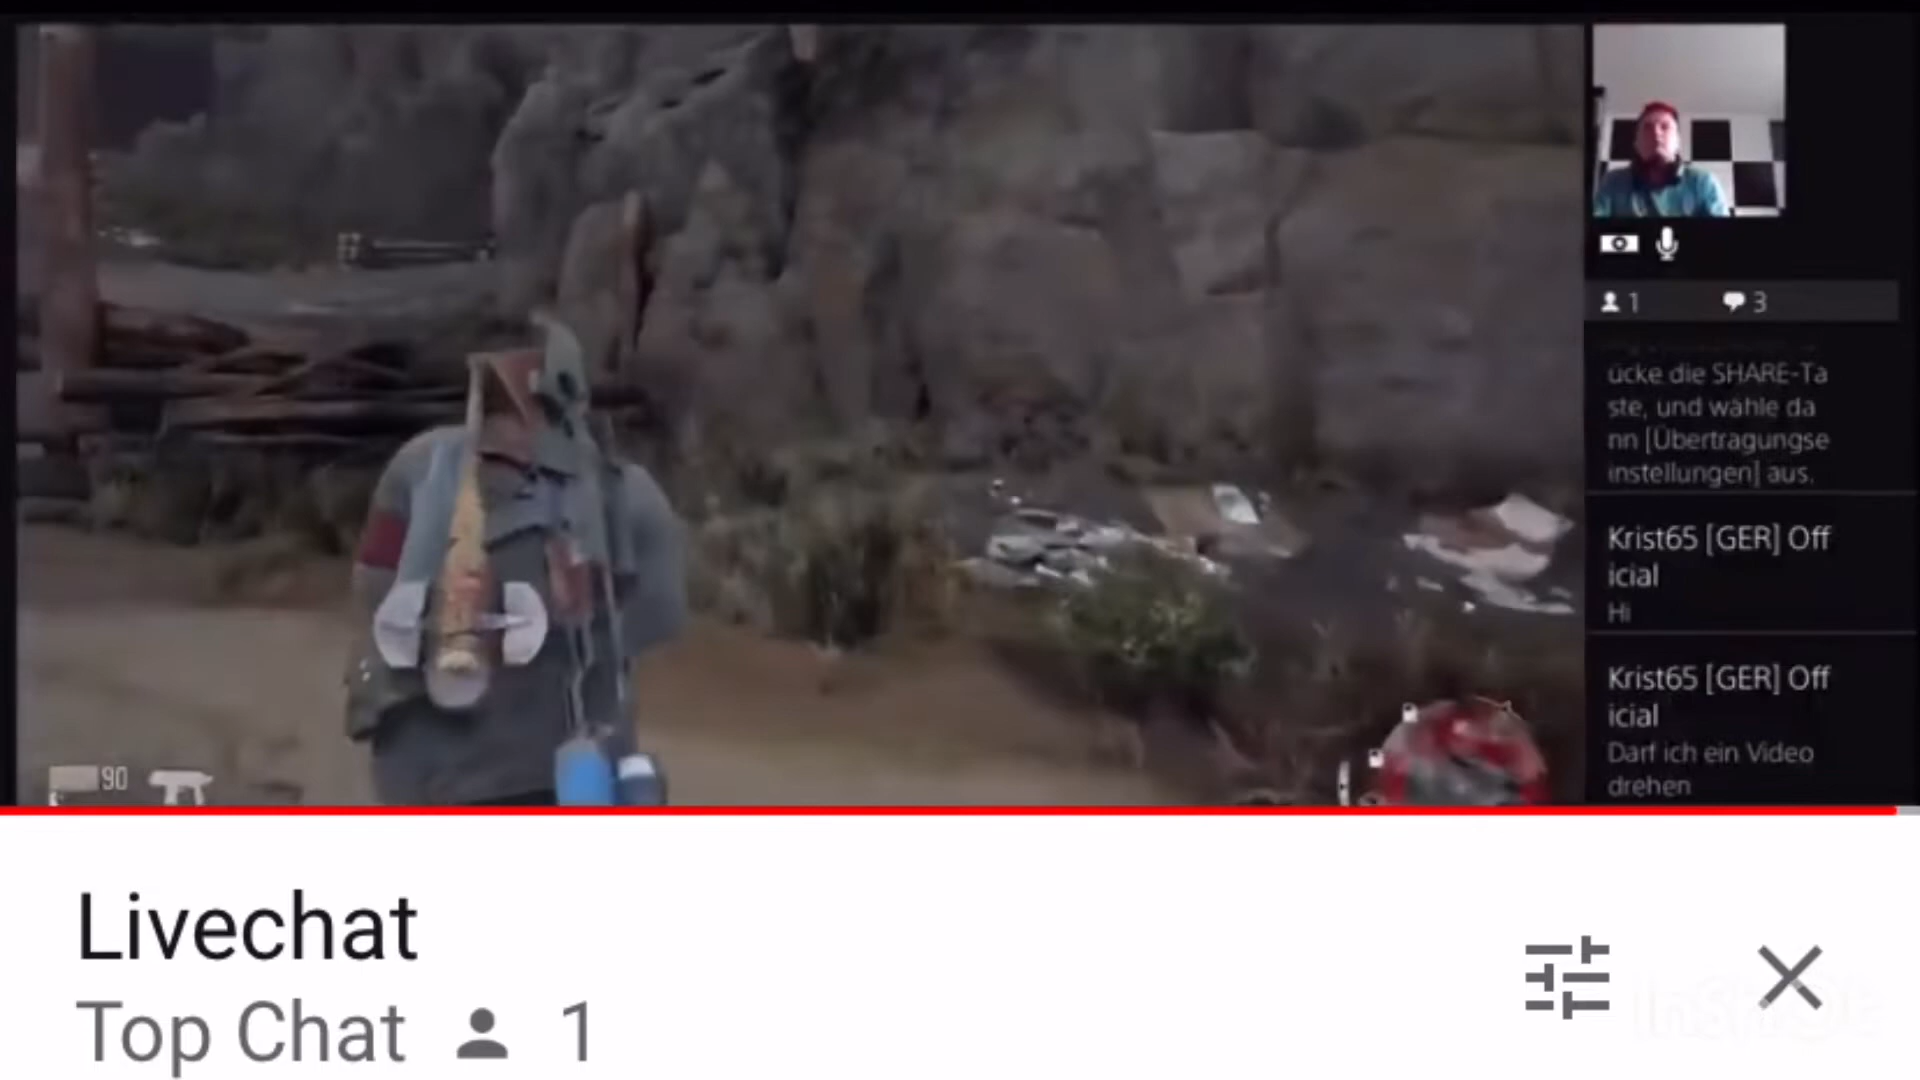 1 3
ücke die SHARE-Ta
ste, und wähle da
nn [Übertragungse
instellungen] aus.
Krist65 [GER] Off
icial
Hi
Krist65 [GER] Off
icial
Darf ich ein Video
drehen
90
Livechat
Top Chat 1
InShOt